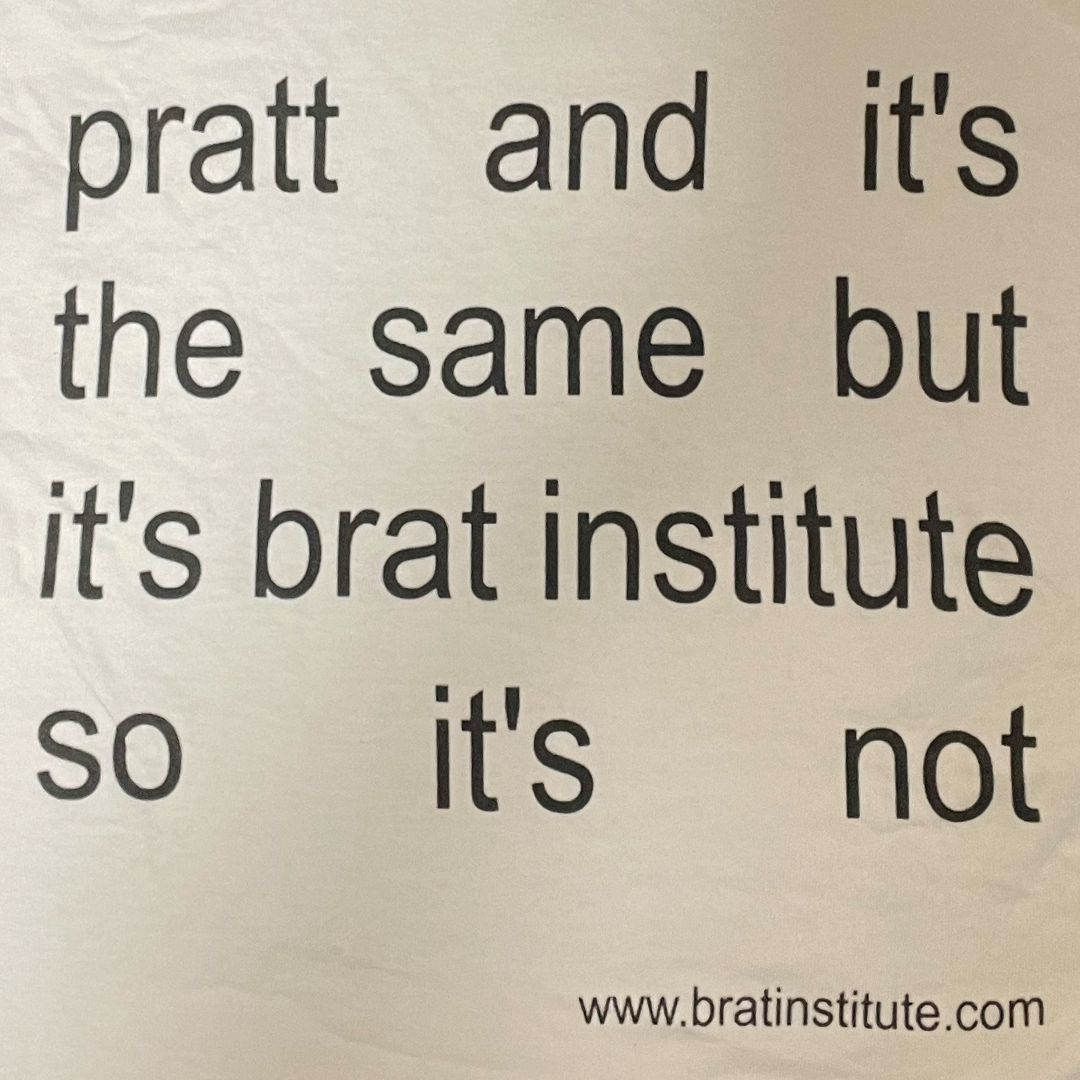 pratt and it's
the same but
it's brat institute
so it's not
www.bratinstitute.com